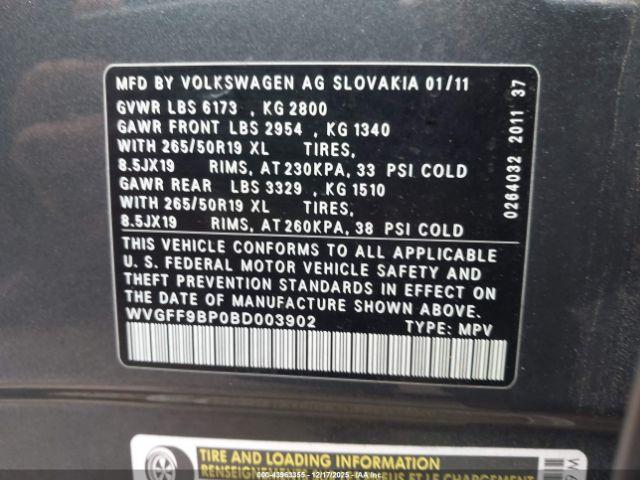 MFD BY VOLKSWAGEN AG SLOVAKIA 01/11
GVWR LBS 6173 , KG 2800
GAWR FRONT LBS 2954 , KG 1340
WITH 265/50R19 XL TIRES,
8.5JX19 RIMS, AT 230KPA, 33 PSI COLD
GAWR REAR LBS 3329 , KG 1510
WITH 265/50R19 XL TIRES,
8.5JX19 RIMS, AT 260KPA, 38 PSI COLD
THIS VEHICLE CONFORMS TO ALL APPLICABLE
U. S. FEDERAL MOTOR VEHICLE SAFETY AND
THEFT PREVENTION STANDARDS IN EFFECT ON
THE DATE OF MANUFACTURE SHOWN ABOVE.
WVGFF9BP0BD003902 TYPE: MPV
0264032 2011 37
TIRE AND LOADING INFORMATION
RENSEIGNEMENTS
LE CHARGEMENT
© - 43963355 - 12/17/2025 - IAA